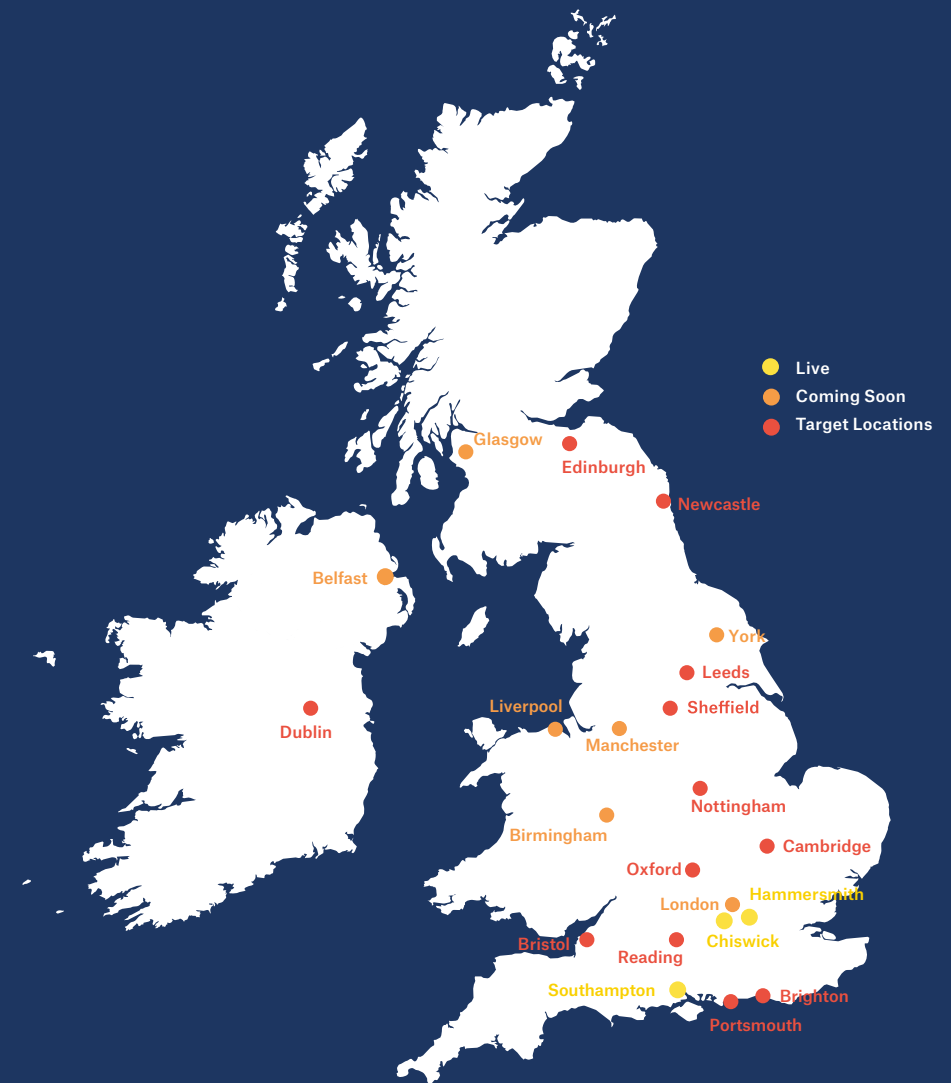 Live
Coming Soon
Target Locations
Glasgow
Edinburgh
Newcastle
Belfast
York
Leeds
Liverpool
Sheffield
Dublin
Manchester
Nottingham
Birmingham
Cambridge
Oxford
Hammersmith
London
Chiswick
Bristol
Reading
Southampton
Brighton
Portsmouth